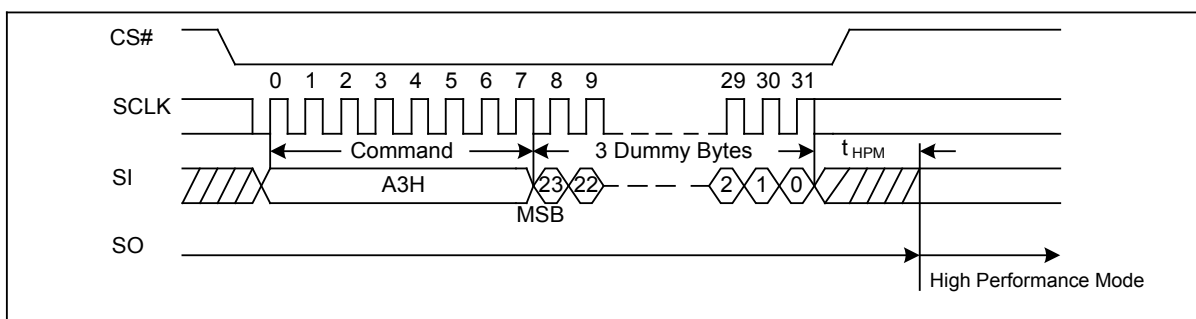 CS#
0 1 2 3 4 5 6 7 8 9 29 30 31
SCLK
Command 3 Dummy Bytes t HPM
SI A3H 23 22 2 1 0
MSB
SO
High Performance Mode